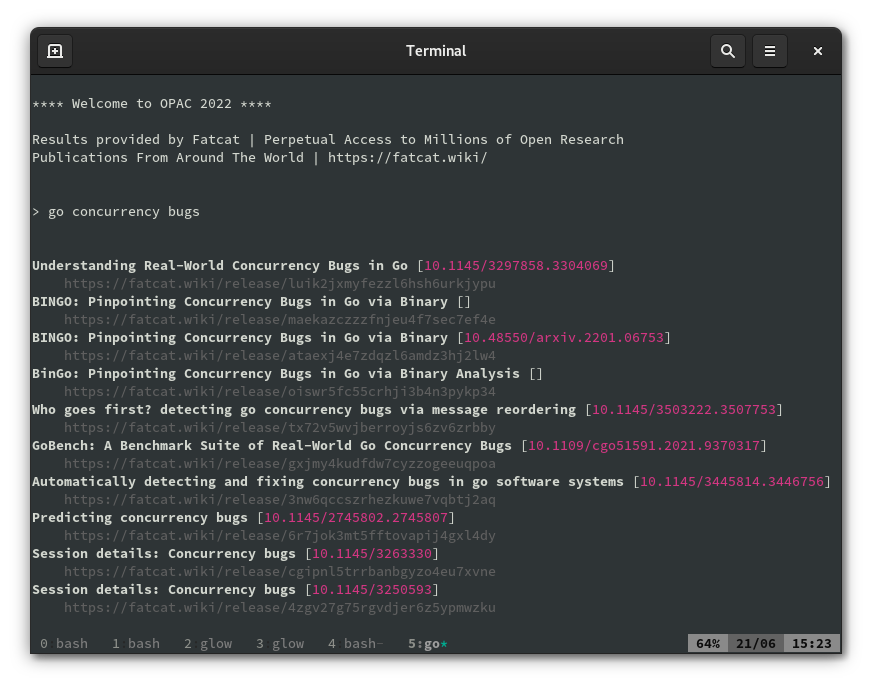 Terminal
**** Welcome to OPAC 2022 ****
Results provided by Fatcat | Perpetual Access to Millions of Open Research
Publications From Around The World | https://fatcat.wiki/
> go concurrency bugs
Understanding Real-World Concurrency Bugs in Go [10.1145/3297858.3304069]
https://fatcat.wiki/release/luik2jxmyfezzl6hsh6urkjypu
BINGO: Pinpointing Concurrency Bugs in Go via Binary []
https://fatcat.wiki/release/maekazczzzfnjeu4f7sec7ef4e
BINGO: Pinpointing Concurrency Bugs in Go via Binary [10.48550/arxiv.2201.06753]
https://fatcat.wiki/release/ataexj4e7zdqzl6amdz3hj2lw4
BinGo: Pinpointing Concurrency Bugs in Go via Binary Analysis []
https://fatcat.wiki/release/oiswr5fc55crhji3b4n3pykp34
Who goes first? detecting go concurrency bugs via message reordering [10.1145/3503222.3507753]
https://fatcat.wiki/release/tx72v5wvjberroyjs6zv6zrbby
GoBench: A Benchmark Suite of Real-World Go Concurrency Bugs [10.1109/cgo51591.2021.9370317]
https://fatcat.wiki/release/gxjmy4kudfdw7cyzzogeeuqpoa
Automatically detecting and fixing concurrency bugs in go software systems [10.1145/3445814.3446756]
https://fatcat.wiki/release/3nw6qccszrhezkuwe7vqbtj2aq
Predicting concurrency bugs [10.1145/2745802.2745807]
https://fatcat.wiki/release/6r7jok3mt5fftovapij4gxl4dy
Session details: Concurrency bugs [10.1145/3263330]
https://fatcat.wiki/release/cgipnl5trrbanbgyzo4eu7xvne
Session details: Concurrency bugs [10.1145/3250593]
https://fatcat.wiki/release/4zgv27g75rgvdjer6z5ypmwzku
0 bash 1 bash 2 glow 3 glow 4 bash- 5:go* 64% 21/06 15:23